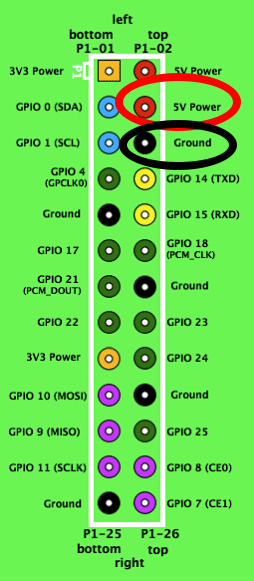 left
bottom top
P1-01 P1-02
3V3 Power 5V Power
P1
GPIO 0 (SDA) 5V Power
GPIO 1 (SCL) Ground
GPIO 4 GPIO 14 (TXD)
(GPCLK0)
Ground GPIO 15 (RXD)
GPIO 17 GPIO 18
(PCM_CLK)
GPIO 21 Ground
(PCM_DOUT)
GPIO 22 GPIO 23
3V3 Power GPIO 24
GPIO 10 (MOSI) Ground
GPIO 9 (MISO) GPIO 25
GPIO 11 (SCLK) GPIO 8 (CE0)
Ground GPIO 7 (CE1)
P1-25 P1-26
bottom top
right